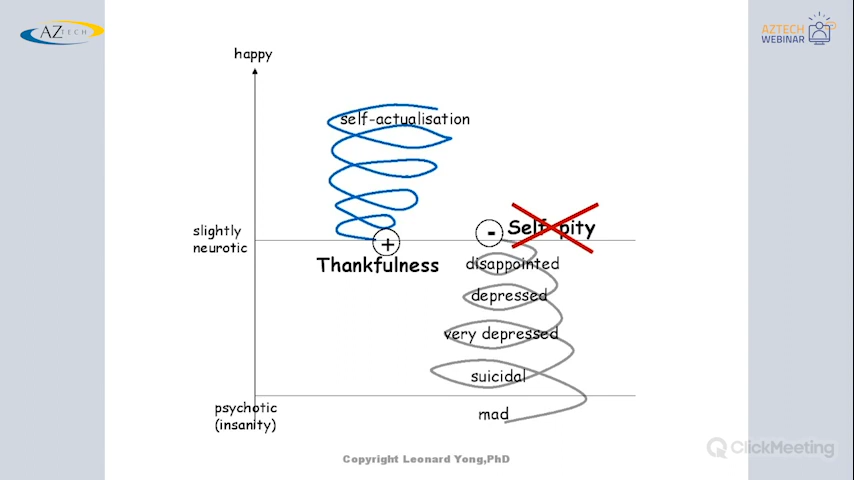 AZTECH
AZTECH
WEBINAR
happy
self-actualisation
slightly
neurotic
+
-
Self-pity
Thankfulness
disappointed
depressed
very depressed
suicidal
psychotic
(insanity)
mad
Copyright Leonard Yong,PhD
ClickMeeting